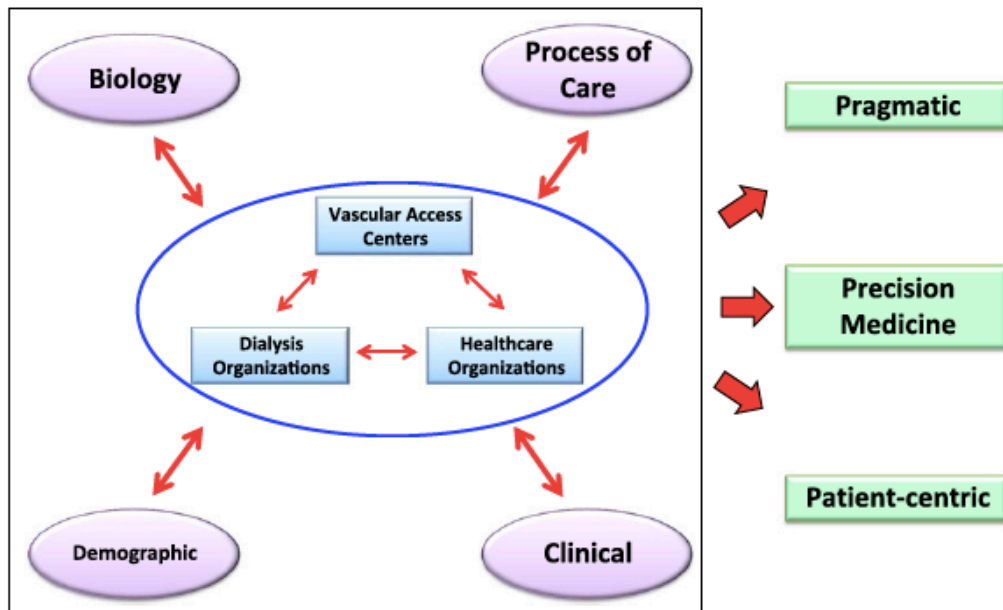 Biology
Process of
Care
Vascular Access
Centers
Dialysis
Organizations
Healthcare
Organizations
Demographic
Clinical
Pragmatic
Precision
Medicine
Patient-centric